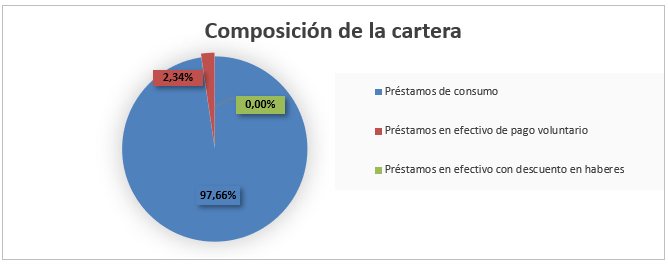 Composición de la cartera
2,34%
0,00%
97,66%
Préstamos de consumo
Préstamos en efectivo de pago voluntario
Préstamos en efectivo con descuento en haberes